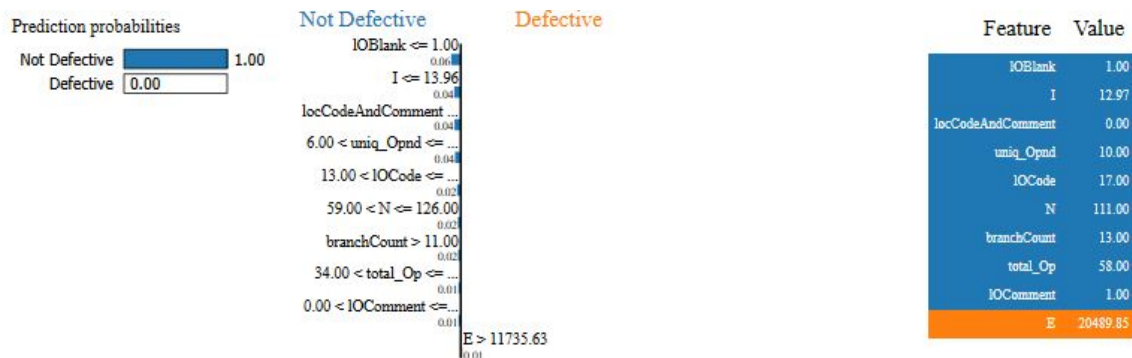 Prediction probabilities
Not Defective 1.00
Defective 0.00
Not Defective Defective
lOBlank <= 1.00
0.06
I <= 13.96
0.04
locCodeAndComment ...
0.04
6.00 < uniq_Opnd <= ...
0.04
13.00 < lOCode <= ...
0.02
59.00 < N <= 126.00
0.02
branchCount > 11.00
0.02
34.00 < total_Op <= ...
0.01
0.00 < lOComment <=...
0.01
E > 11735.63
0.01
Feature Value
lOBlank 1.00
I 12.97
locCodeAndComment 0.00
uniq_Opnd 10.00
lOCode 17.00
N 111.00
branchCount 13.00
total_Op 58.00
lOComment 1.00
E 20489.85